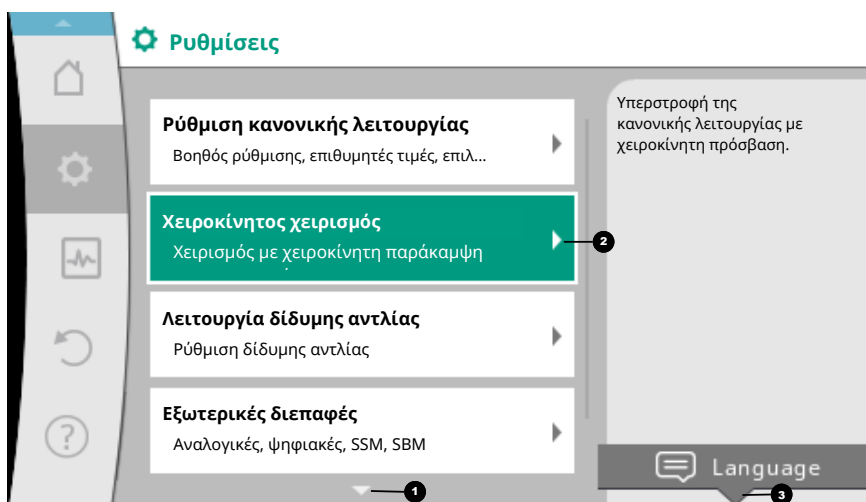 Ρυθμίσεις
Ρύθμιση κανονικής λειτουργίας
Βοηθός ρύθμισης, επιθυμητές τιμές, επιλ...
Χειροκίνητος χειρισμός
Χειρισμός με χειροκίνητη παράκαμψη
Λειτουργία δίδυμης αντλίας
Ρύθμιση δίδυμης αντλίας
Εξωτερικές διεπαφές
Αναλογικές, ψηφιακές, SSM, SBM
Υπερστροφή της
κανονικής λειτουργίας με
χειροκίνητη πρόσβαση.
Language
1
2
3
?